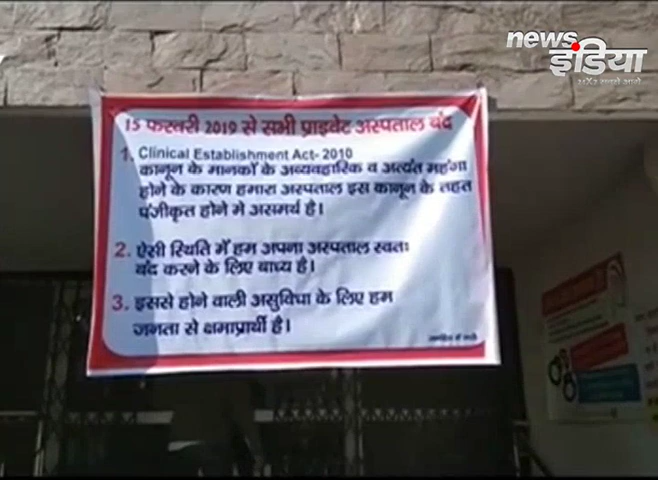 news
इंडिया
15 फरवरी 2019 से सभी प्राइवेट अस्पताल बंद
1. Clinical Establishment Act- 2010
कानून के मानकों के अव्यवहारिक व अत्यंत महंगा
होने के कारण हमारा अस्पताल इस कानून के तहत
पंजीकृत होने मे असमर्थ है।
2. ऐसी स्थिति में हम अपना अस्पताल स्वतः
बंद करने के लिए बाध्य है।
3. इससे होने वाली असुविधा के लिए हम
जनता से क्षमाप्रार्थी है।